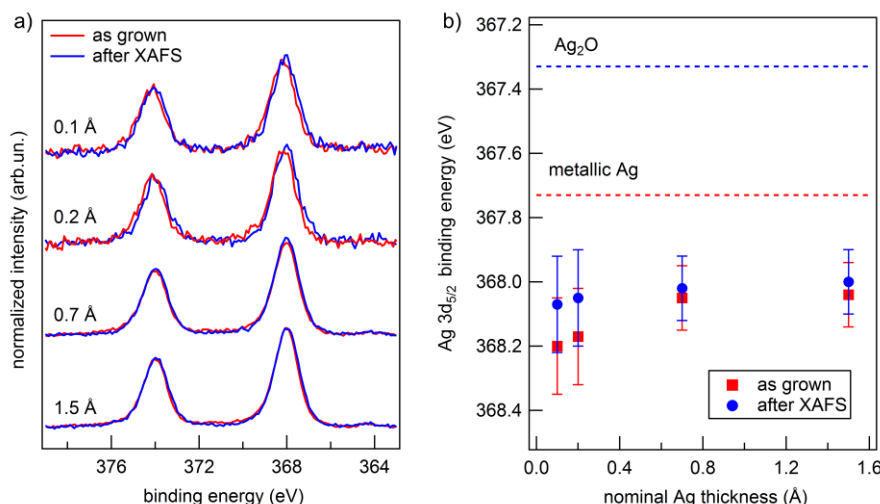 a)
as grown
after XAFS
0.1 Å
0.2 Å
0.7 Å
1.5 Å
normalized intensity (arb.un.)
376
372
368
364
binding energy (eV)
b)
367.2
367.4
367.6
367.8
368.0
368.2
368.4
Ag 3d5/2 binding energy (eV)
Ag2O
metallic Ag
as grown
after XAFS
0.0
0.4
0.8
1.2
1.6
nominal Ag thickness (Å)